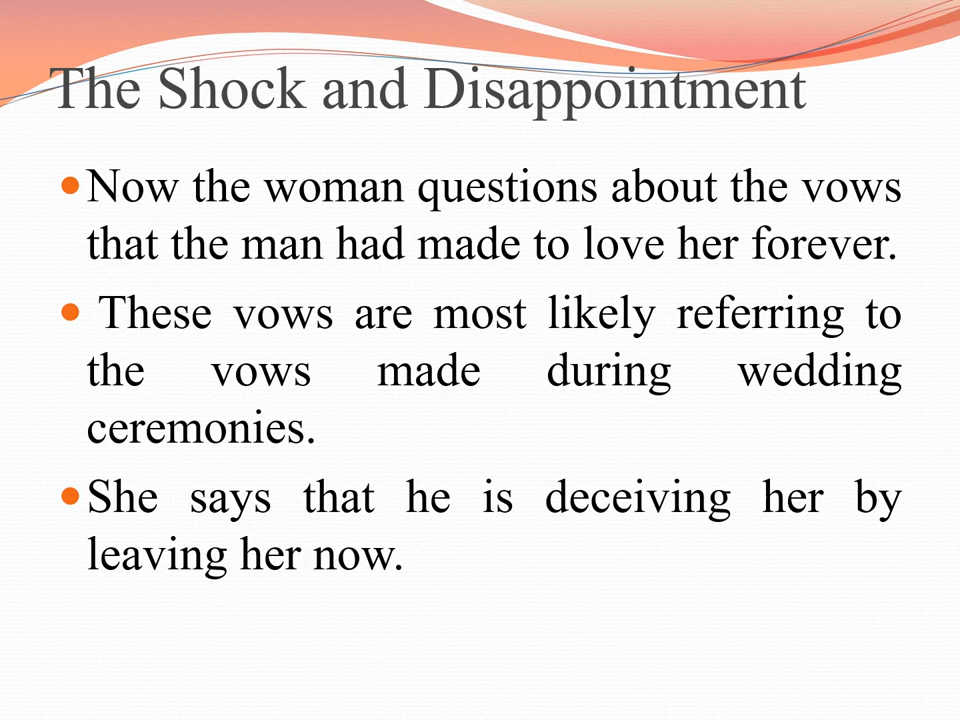 The Shock and Disappointment
Now the woman questions about the vows
that the man had made to love her forever.
These vows are most likely referring to
the vows made during wedding
ceremonies.
She says that he is deceiving her by
leaving her now.